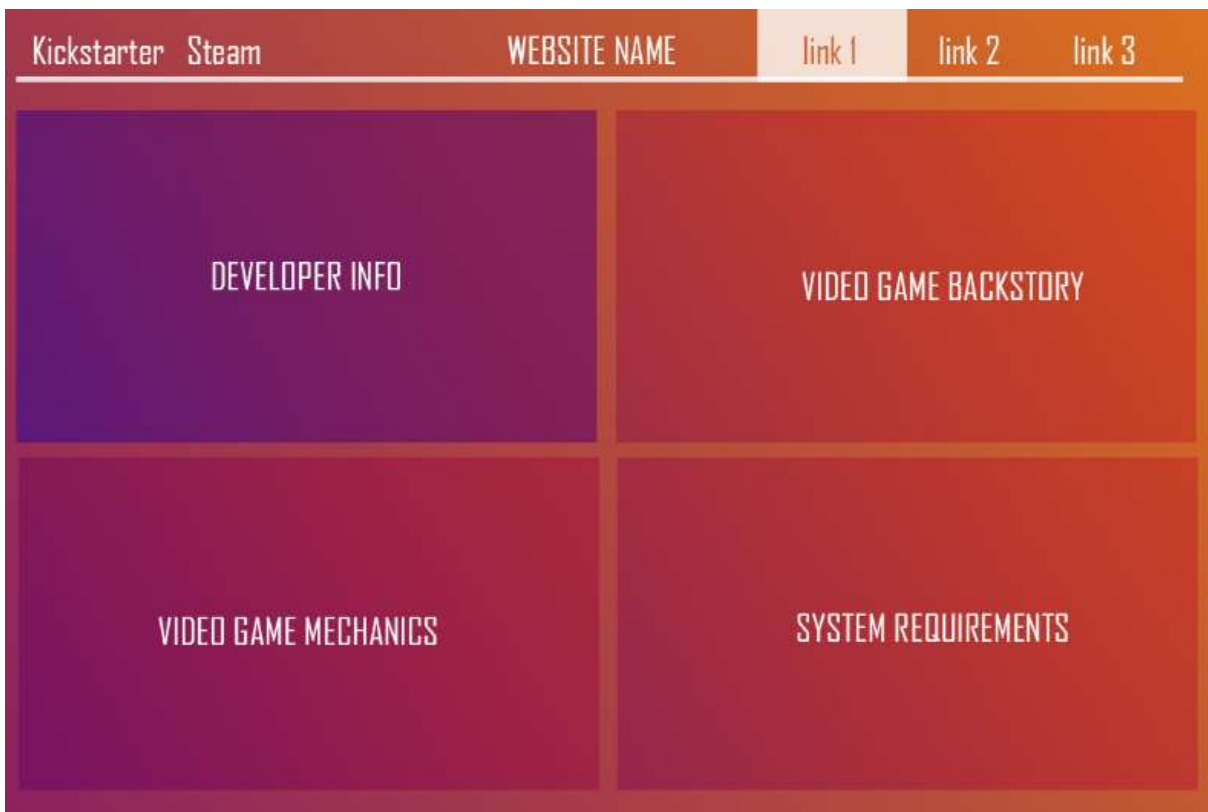 Kickstarter Steam WEBSITE NAME link 1 link 2 link 3
DEVELOPER INFO
VIDEO GAME BACKSTORY
VIDEO GAME MECHANICS
SYSTEM REQUIREMENTS